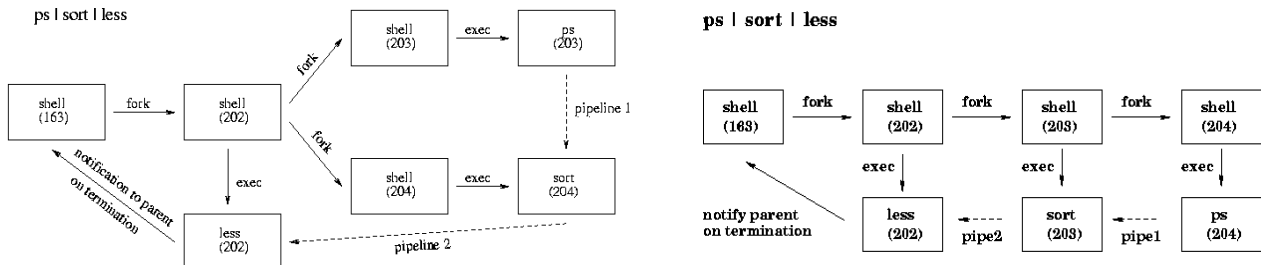 ps | sort | less
shell
(203)
exec
ps
(203)
fork
shell
(163)
fork
shell
(202)
pipeline 1
fork
notification to parent
on termination
exec
shell
(204)
exec
sort
(204)
less
(202)
pipeline 2
ps | sort | less
shell
(163)
fork
shell
(202)
fork
shell
(203)
fork
shell
(204)
exec
exec
exec
notify parent
on termination
less
(202)
pipe2
sort
(203)
pipe1
ps
(204)